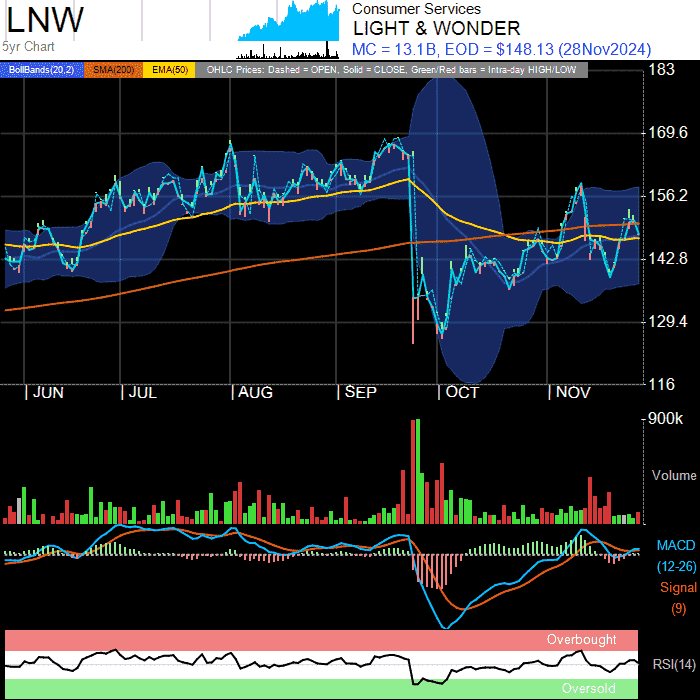 LNW
5yr Chart
Consumer Services
LIGHT & WONDER
MC = 13.1B, EOD = $148.13 (28Nov2024)
BollBands(20,2) SMA(200) EMA(50) OHLC Prices: Dashed = OPEN, Solid = CLOSE, Green/Red bars = Intra-day HIGH/LOW
183
169.6
156.2
142.8
129.4
116
JUN JUL AUG SEP OCT NOV
900k
Volume
MACD
(12-26)
Signal
(9)
Overbought
RSI(14)
Oversold